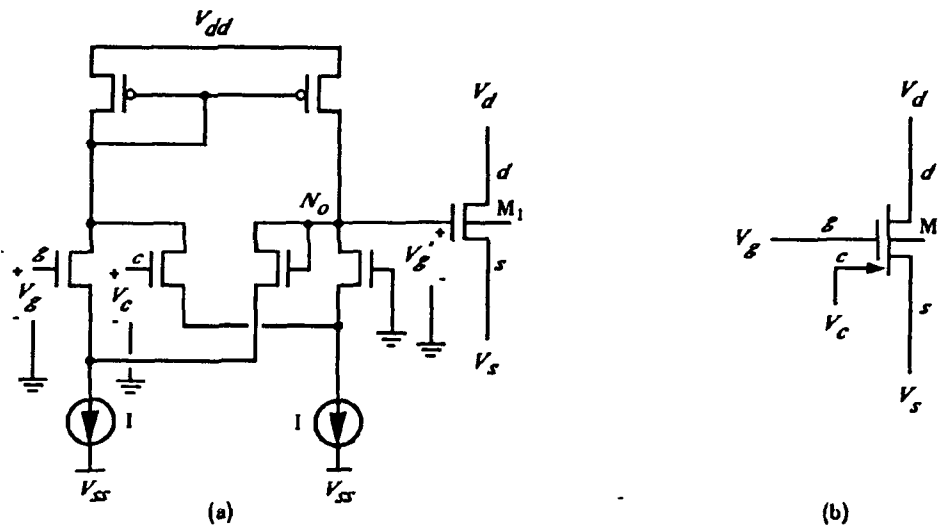 V_dd
V_d
V_d
d
d
N_o
M_1
M
g
c
V_g'
V_g
g
+
+
+
c
V_g
V_c
s
s
-
-
-
V_c
V_s
V_s
I
I
V_ss
V_ss
(a)
(b)